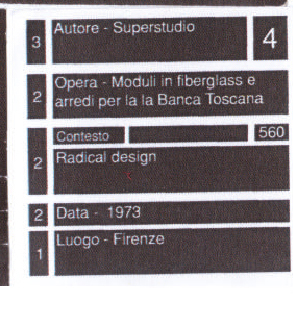 3 Autore - Superstudio 4
2 Opera - Moduli in fiberglass e
arredi per la la Banca Toscana
Contesto 560
2 Radical design
2 Data - 1973
1 Luogo - Firenze